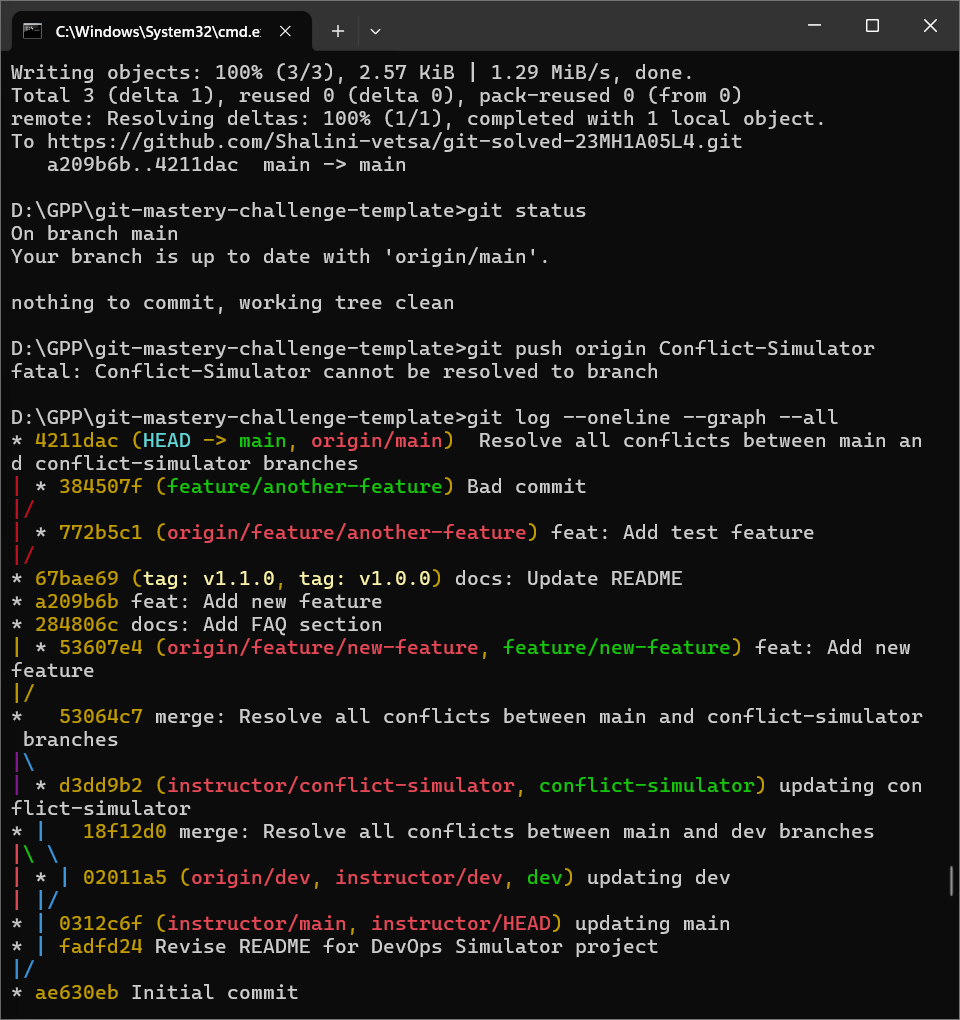 C:\Windows\System32\cmd.e
Writing objects: 100% (3/3), 2.57 KiB | 1.29 MiB/s, done.
Total 3 (delta 1), reused 0 (delta 0), pack-reused 0 (from 0)
remote: Resolving deltas: 100% (1/1), completed with 1 local object.
To https://github.com/Shalini-vetsa/git-solved-23MH1A05L4.git
   a209b6b..4211dac  main -> main
D:\GPP\git-mastery-challenge-template>git status
On branch main
Your branch is up to date with 'origin/main'.
nothing to commit, working tree clean
D:\GPP\git-mastery-challenge-template>git push origin Conflict-Simulator
fatal: Conflict-Simulator cannot be resolved to branch
D:\GPP\git-mastery-challenge-template>git log --oneline --graph --all
* 4211dac (HEAD -> main, origin/main)  Resolve all conflicts between main an
d conflict-simulator branches
| * 384507f (feature/another-feature) Bad commit
|/
| * 772b5c1 (origin/feature/another-feature) feat: Add test feature
|/
* 67bae69 (tag: v1.1.0, tag: v1.0.0) docs: Update README
* a209b6b feat: Add new feature
* 284806c docs: Add FAQ section
| * 53607e4 (origin/feature/new-feature, feature/new-feature) feat: Add new
feature
|/
*   53064c7 merge: Resolve all conflicts between main and conflict-simulator
 branches
|\
| * d3dd9b2 (instructor/conflict-simulator, conflict-simulator) updating con
flict-simulator
* |   18f12d0 merge: Resolve all conflicts between main and dev branches
|\ \
| * | 02011a5 (origin/dev, instructor/dev, dev) updating dev
| |/
* | 0312c6f (instructor/main, instructor/HEAD) updating main
* | fadfd24 Revise README for DevOps Simulator project
|/
* ae630eb Initial commit